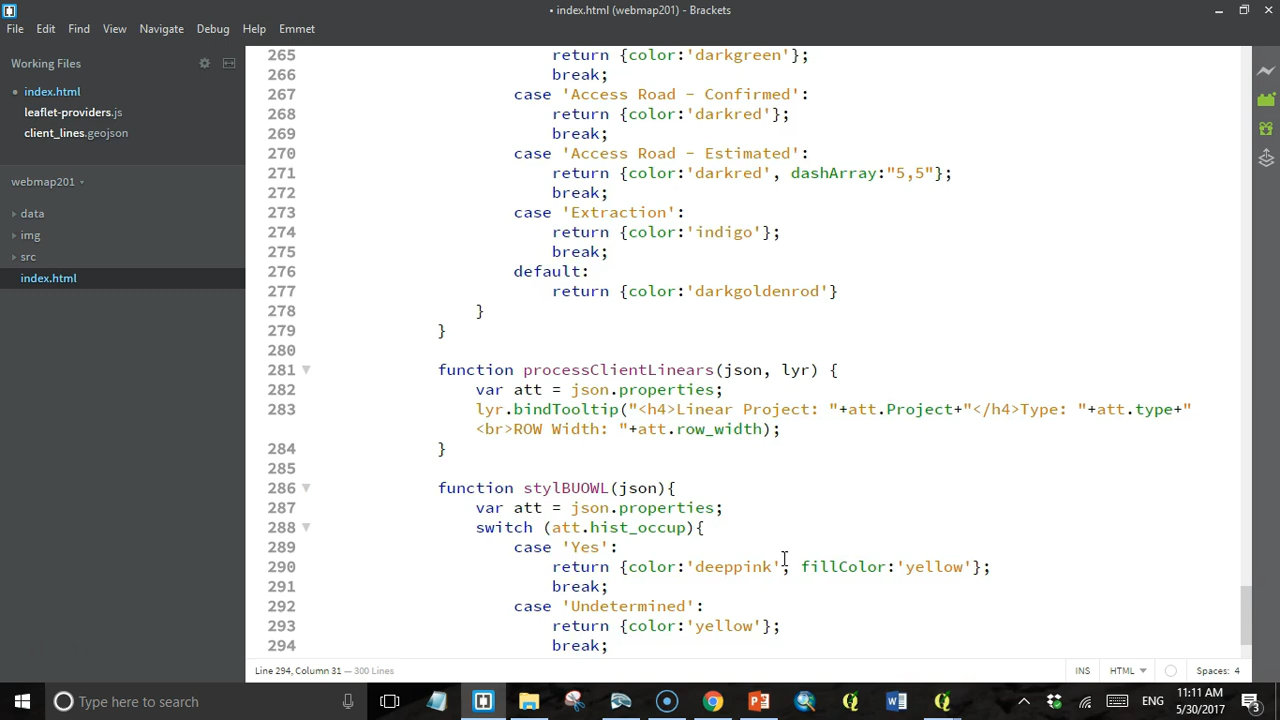 • index.html (webmap201) - Brackets
File Edit Find View Navigate Debug Help Emmet
Working Files
• index.html
leaflet-providers.js
client_lines.geojson
webmap201
data
img
src
index.html
265 return {color:'darkgreen'};
266 break;
267 case 'Access Road - Confirmed':
268 return {color:'darkred'};
269 break;
270 case 'Access Road - Estimated':
271 return {color:'darkred', dashArray:"5,5"};
272 break;
273 case 'Extraction':
274 return {color:'indigo'};
275 break;
276 default:
277 return {color:'darkgoldenrod'}
278 }
279 }
280
281 function processClientLinears(json, lyr) {
282 var att = json.properties;
283 lyr.bindTooltip("<h4>Linear Project: "+att.Project+"</h4>Type: "+att.type+"
<br>ROW Width: "+att.row_width);
284 }
285
286 function stylBUOWL(json){
287 var att = json.properties;
288 switch (att.hist_occup){
289 case 'Yes':
290 return {color:'deeppink', fillColor:'yellow'};
291 break;
292 case 'Undetermined':
293 return {color:'yellow'};
294 break;
Line 294, Column 31 — 300 Lines
INS HTML Spaces: 4
Type here to search
ENG
11:11 AM
5/30/2017
3